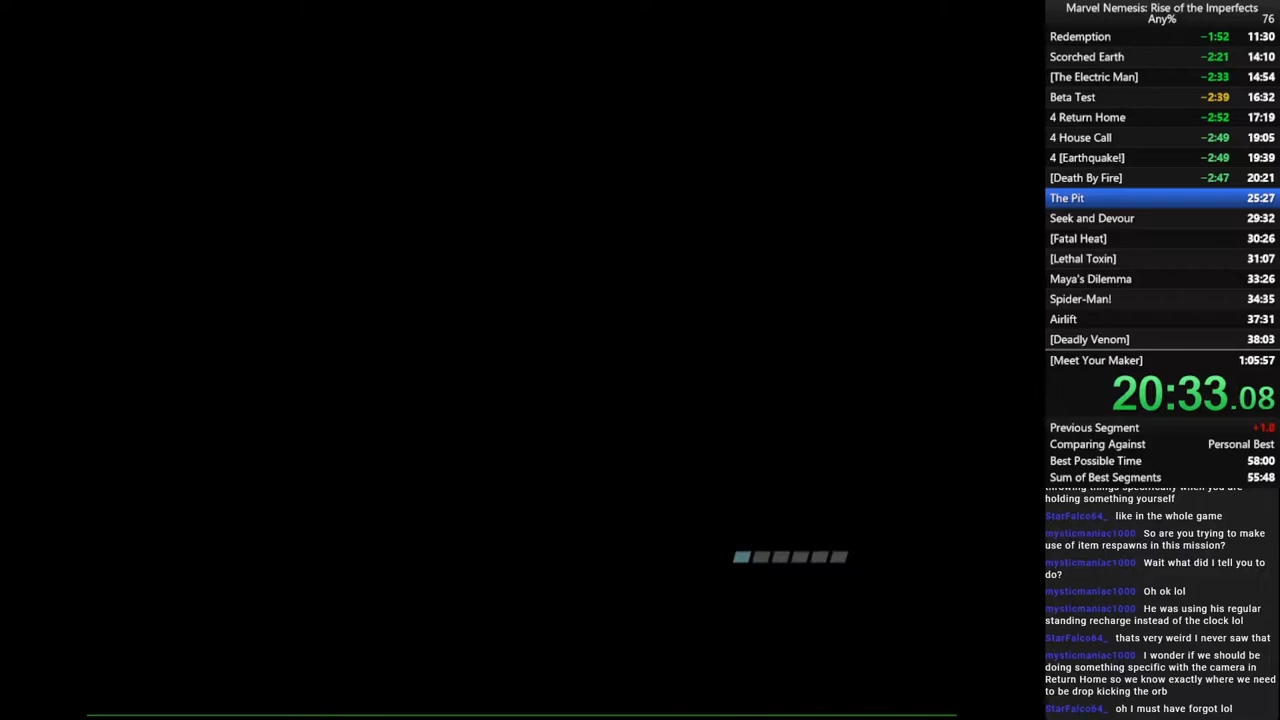 Marvel Nemesis: Rise of the Imperfects
Any% 76
Redemption −1:52 11:30
Scorched Earth −2:21 14:10
[The Electric Man] −2:33 14:54
Beta Test −2:39 16:32
4 Return Home −2:52 17:19
4 House Call −2:49 19:05
4 [Earthquake!] −2:49 19:39
[Death By Fire] −2:47 20:21
The Pit 25:27
Seek and Devour 29:32
[Fatal Heat] 30:26
[Lethal Toxin] 31:07
Maya's Dilemma 33:26
Spider-Man! 34:35
Airlift 37:31
[Deadly Venom] 38:03
[Meet Your Maker] 1:05:57
20:33.08
Previous Segment +1.8
Comparing Against Personal Best
Best Possible Time 58:00
Sum of Best Segments 55:48
throwing things specifically when you are
holding something yourself
StarFalco64_ like in the whole game
mysticmaniac1000 So are you trying to make
use of item respawns in this mission?
mysticmaniac1000 Wait what did I tell you to
do?
mysticmaniac1000 Oh ok lol
mysticmaniac1000 He was using his regular
standing recharge instead of the clock lol
StarFalco64_ thats very weird I never saw that
mysticmaniac1000 I wonder if we should be
doing something specific with the camera in
Return Home so we know exactly where we need
to be drop kicking the orb
StarFalco64_ oh I must have forgot lol